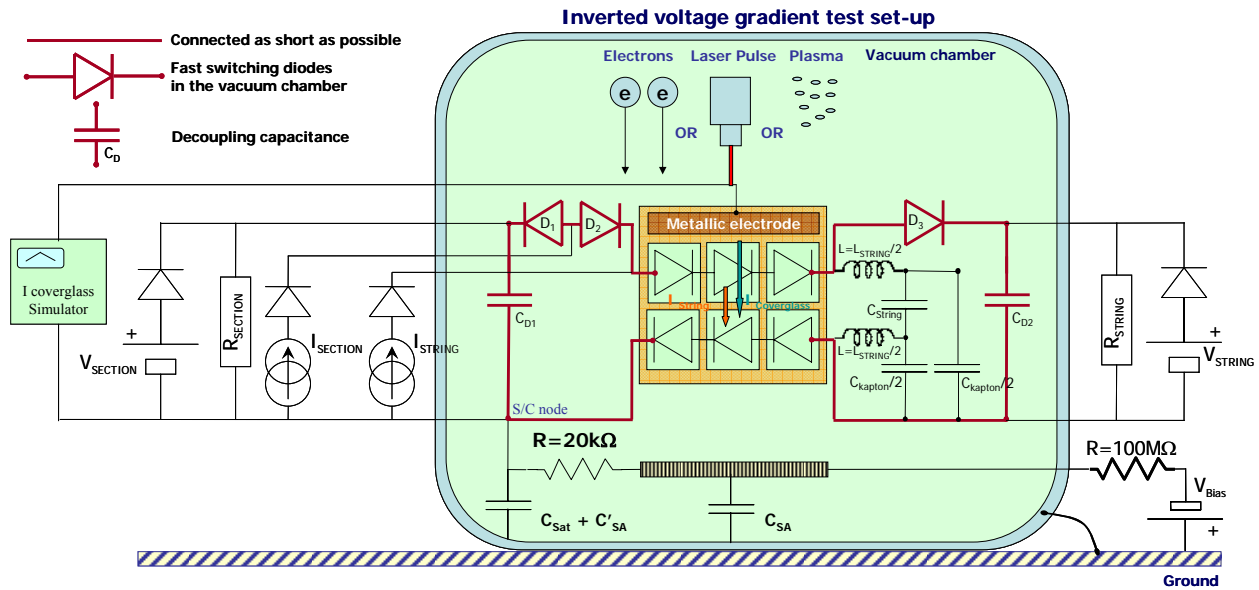 Inverted voltage gradient test set-up
Connected as short as possible
Fast switching diodes
in the vacuum chamber
C_D
Decoupling capacitance
Electrons
Laser Pulse
Plasma
Vacuum chamber
e
e
OR
OR
D_1
D_2
D_3
Metallic electrode
I coverglass
Simulator
+
V_SECTION
R_SECTION
I_SECTION
I_STRING
C_D1
I_String
I_Coverglass
L=L_STRING/2
C_String
L=L_STRING/2
C_kapton/2
C_kapton/2
C_D2
R_STRING
+
V_STRING
S/C node
R=20kΩ
R=100MΩ
V_Bias
+
C_Sat + C'_SA
C_SA
Ground